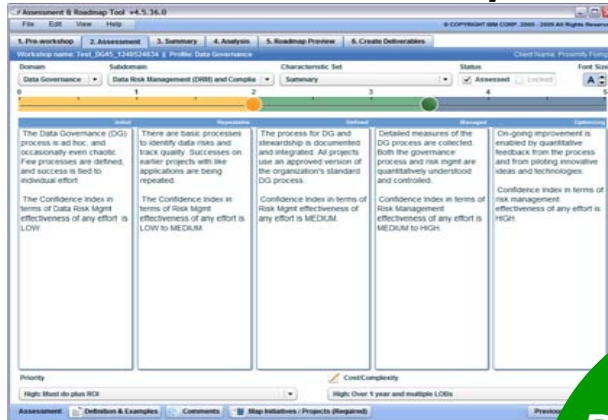 Assessment & Roadmap Tool v4.5.36.0
File Edit View Help
© COPYRIGHT IBM CORP. 2005 - 2009 All Rights Reserved
1. Pre-workshop 2. Assessment 3. Summary 4. Analysis 5. Roadmap Preview 6. Create Deliverables
Workshop name: Test_DG45_1240524834 || Profile: Data Governance Client Name: Proximity Flying
Domain Subdomain Characteristic Set Status Font Size
Data Governance Data Risk Management (DRM) and Complia Summary Assessed Locked A
0 1 2 3 4 5
Initial Repeatable Defined Managed Optimizing
The Data Governance (DG)
process is ad hoc, and
occasionally even chaotic.
Few processes are defined,
and success is tied to
individual effort.
The Confidence Index in
terms of Data Risk Mgmt
effectiveness of any effort is
LOW.
There are basic processes
to identify data risks and
track quality. Successes on
earlier projects with like
applications are being
repeated.
The Confidence Index in
terms of Risk Mgmt
effectiveness of any effort is
LOW to MEDIUM.
The process for DG and
stewardship is documented
and integrated. All projects
use an approved version of
the organization's standard
DG process.
Confidence Index in terms of
Risk Mgmt effectiveness of
any effort is MEDIUM.
Detailed measures of the
DG process are collected.
Both the governance
process and risk mgmt are
quantitatively understood
and controlled.
Confidence Index in terms of
Risk Management
effectiveness of any effort is
MEDIUM to HIGH.
On-going improvement is
enabled by quantitative
feedback from the process
and from piloting innovative
ideas and technologies.
Confidence Index in terms of
risk management
effectiveness of any effort is
HIGH.
Priority Cost/Complexity
High: Must do plus ROI High: Over 1 year and multiple LOBs
Assessment Definition & Examples Comments Map Initiatives / Projects (Required) Previous